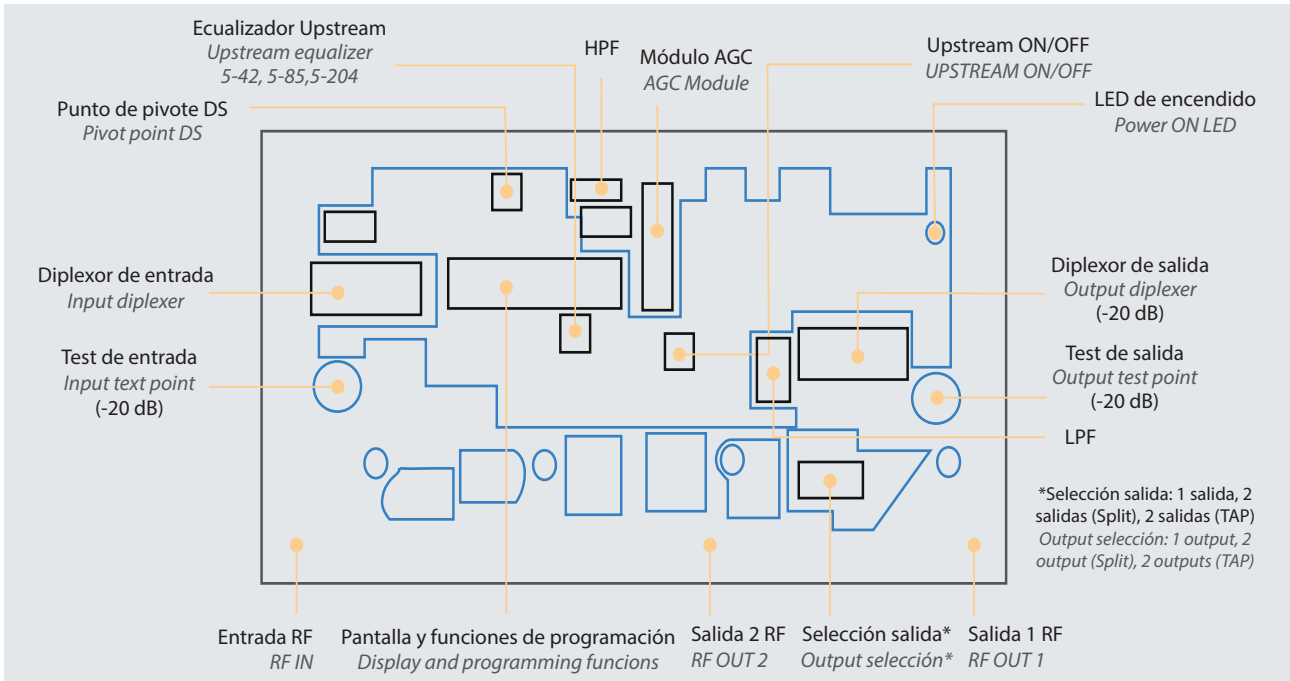 Ecualizador Upstream
Upstream equalizer
5-42, 5-85,5-204
HPF
Módulo AGC
AGC Module
Upstream ON/OFF
UPSTREAM ON/OFF
Punto de pivote DS
Pivot point DS
LED de encendido
Power ON LED
Diplexor de entrada
Input diplexer
Diplexor de salida
Output diplexer
(-20 dB)
Test de entrada
Input text point
(-20 dB)
Test de salida
Output test point
(-20 dB)
LPF
*Selección salida: 1 salida, 2
salidas (Split), 2 salidas (TAP)
Output selección: 1 output, 2
output (Split), 2 outputs (TAP)
Entrada RF
RF IN
Pantalla y funciones de programación
Display and programming funcions
Salida 2 RF
RF OUT 2
Selección salida*
Output selección*
Salida 1 RF
RF OUT 1